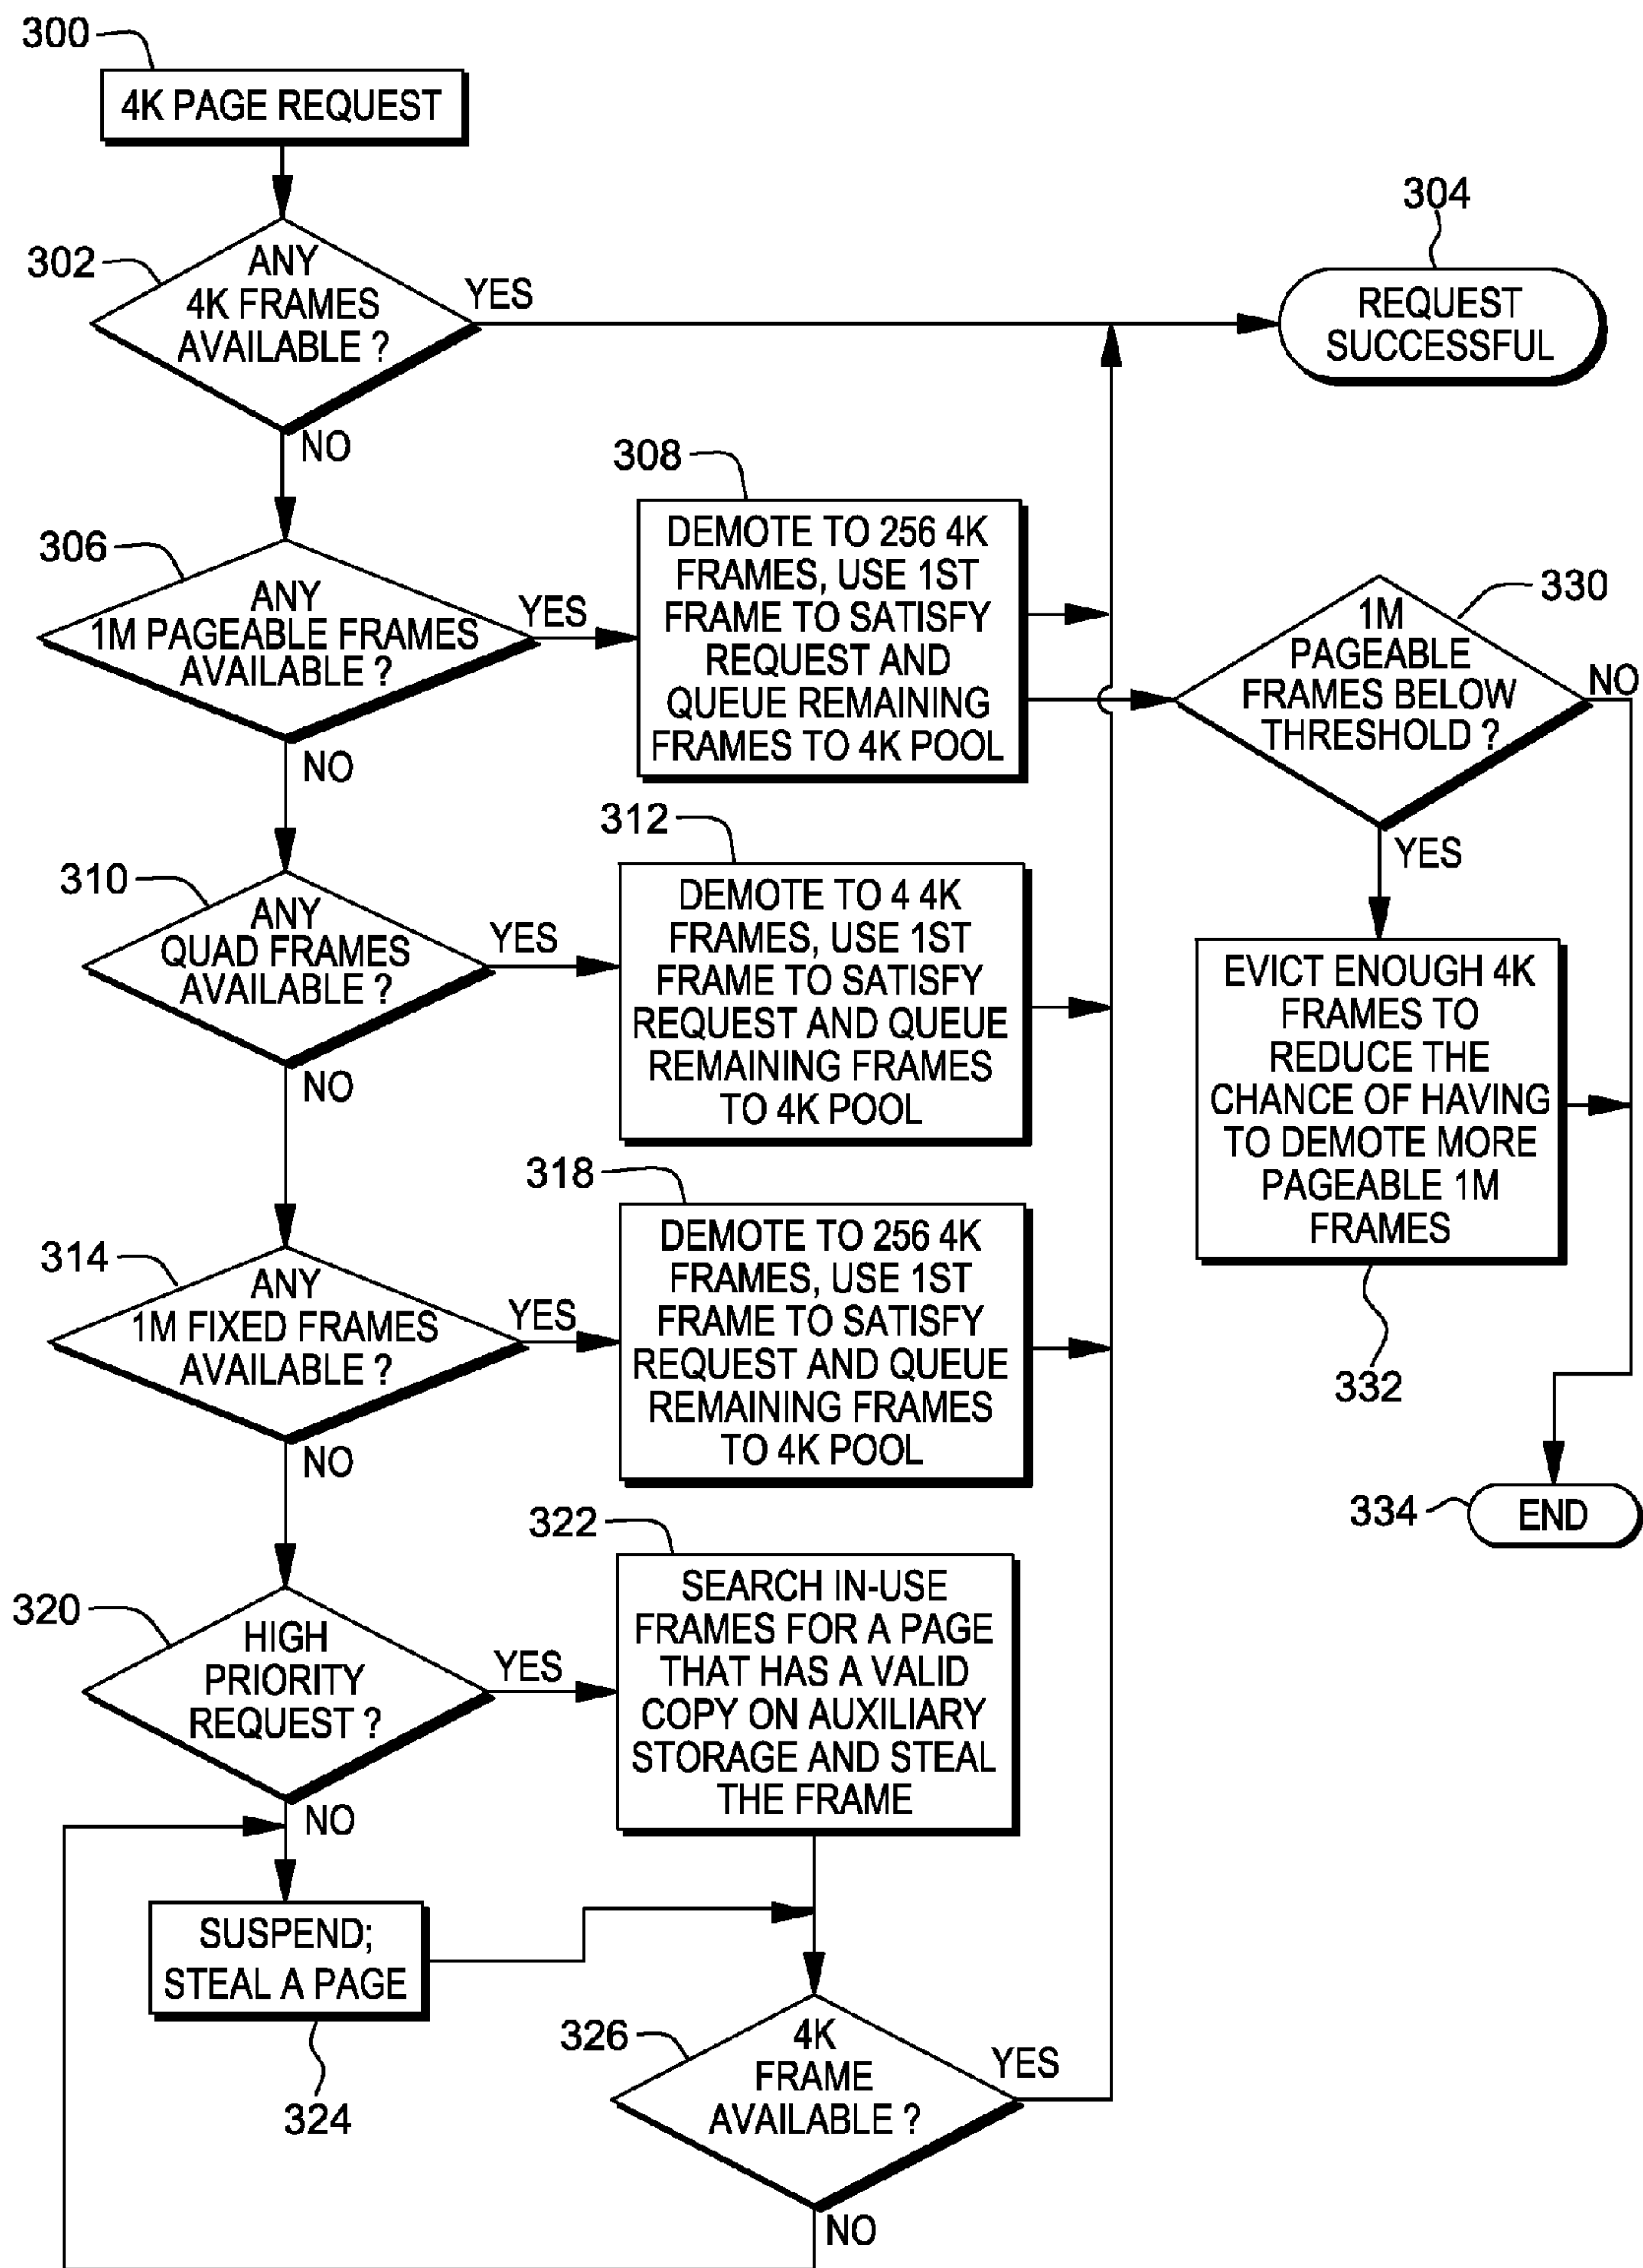 300
4K PAGE REQUEST
302
ANY
4K FRAMES
AVAILABLE ?
YES
NO
304
REQUEST
SUCCESSFUL
306
ANY
1M PAGEABLE FRAMES
AVAILABLE ?
YES
NO
308
DEMOTE TO 256 4K
FRAMES, USE 1ST
FRAME TO SATISFY
REQUEST AND
QUEUE REMAINING
FRAMES TO 4K POOL
330
1M
PAGEABLE
FRAMES BELOW
THRESHOLD ?
NO
YES
310
ANY
QUAD FRAMES
AVAILABLE ?
YES
NO
312
DEMOTE TO 4 4K
FRAMES, USE 1ST
FRAME TO SATISFY
REQUEST AND QUEUE
REMAINING FRAMES
TO 4K POOL
EVICT ENOUGH 4K
FRAMES TO
REDUCE THE
CHANCE OF HAVING
TO DEMOTE MORE
PAGEABLE 1M
FRAMES
332
314
ANY
1M FIXED FRAMES
AVAILABLE ?
YES
NO
318
DEMOTE TO 256 4K
FRAMES, USE 1ST
FRAME TO SATISFY
REQUEST AND QUEUE
REMAINING FRAMES
TO 4K POOL
334
END
320
HIGH
PRIORITY
REQUEST ?
YES
NO
322
SEARCH IN-USE
FRAMES FOR A PAGE
THAT HAS A VALID
COPY ON AUXILIARY
STORAGE AND STEAL
THE FRAME
SUSPEND;
STEAL A PAGE
324
326
4K
FRAME
AVAILABLE ?
YES
NO